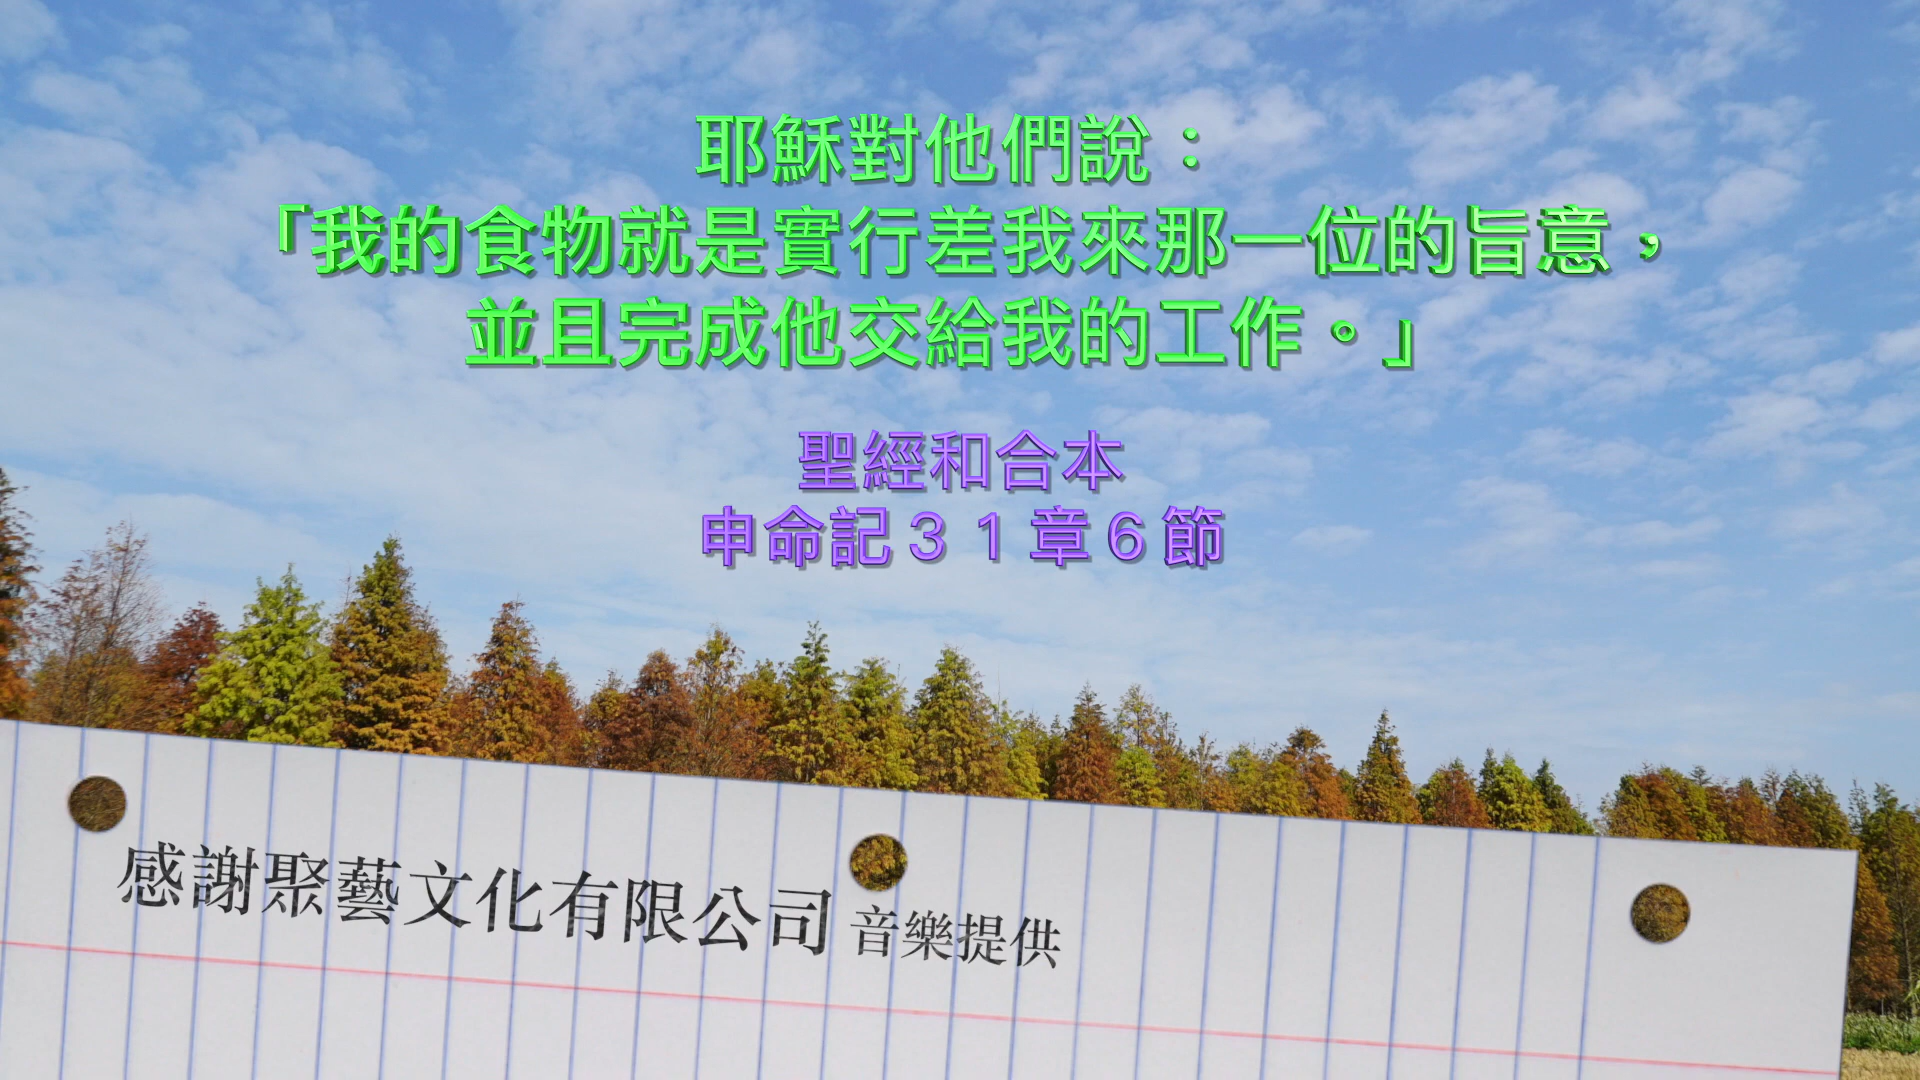 耶穌對他們說：
「我的食物就是實行差我來那一位的旨意，
並且完成他交給我的工作。」
聖經和合本
申命記３１章６節
感謝聚藝文化有限公司 音樂提供